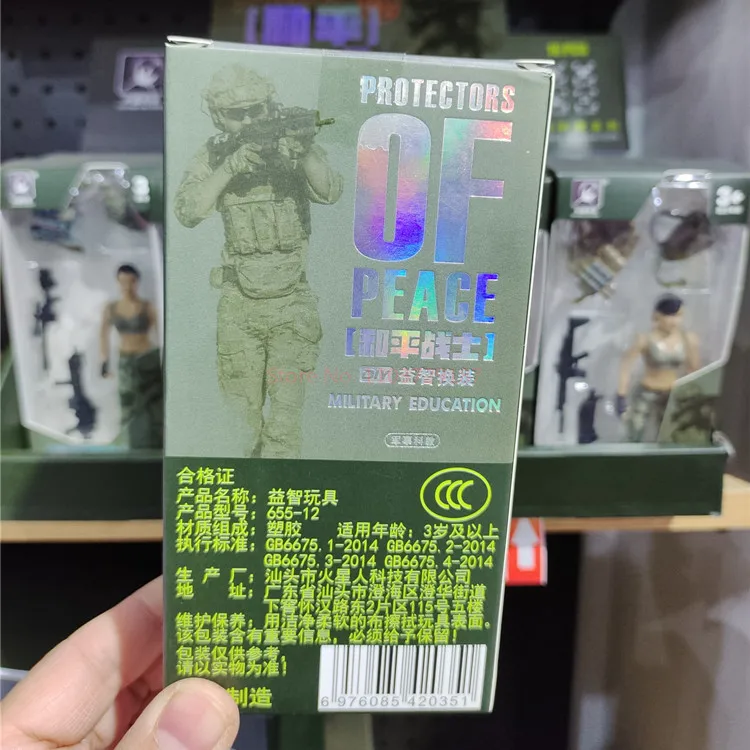 和平
PROTECTORS
OF
PEACE
[和平战士]
DIY 益智换装
MILITARY EDUCATION
军事科教
3+
合格证
产品名称：益智玩具
产品型号：655-12
材质组成：塑胶 适用年龄：3岁及以上
执行标准：GB6675.1-2014 GB6675.2-2014
GB6675.3-2014 GB6675.4-2014
生产厂：汕头市火星人科技有限公司
地址：广东省汕头市澄海区澄华街道
下窖怀汉路东2片区115号五楼
维护保养：用洁净柔软的布擦拭玩具表面。
该包装含有重要信息，必须给予保留！
包装仅供参考，
请以实物为准！
制造
CCC
6 976085 420351